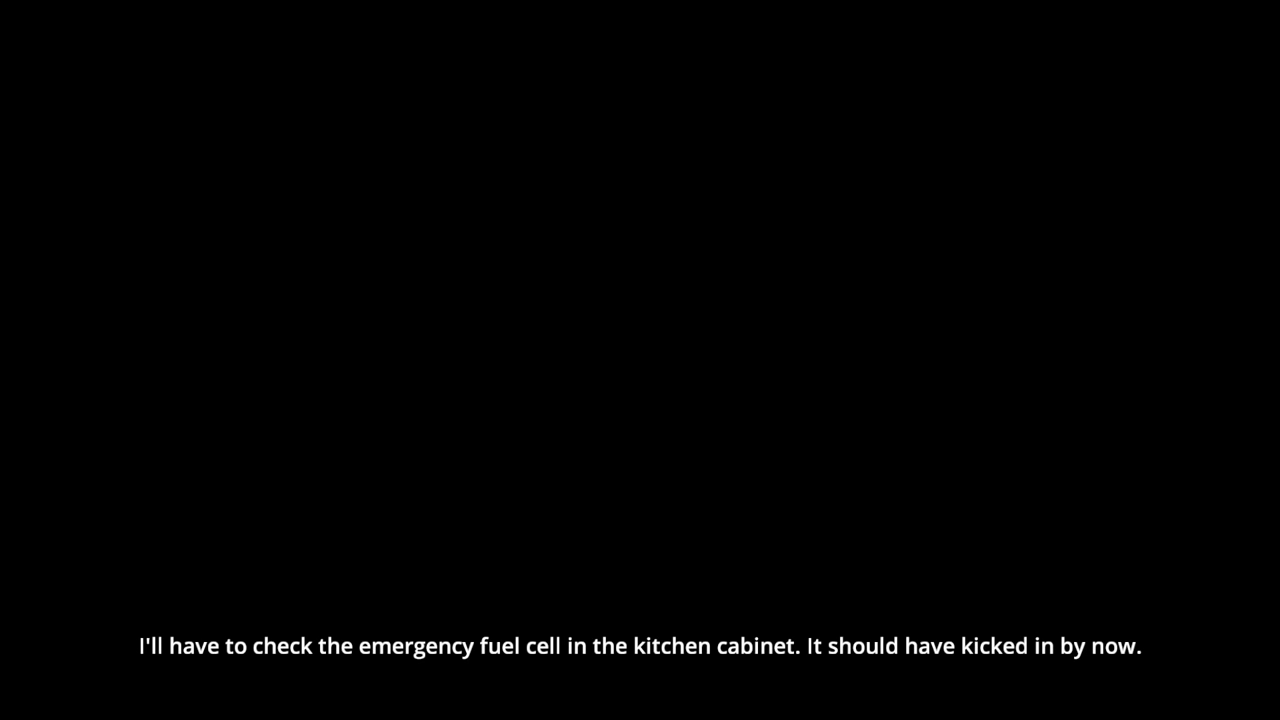 I'll have to check the emergency fuel cell in the kitchen cabinet. It should have kicked in by now.